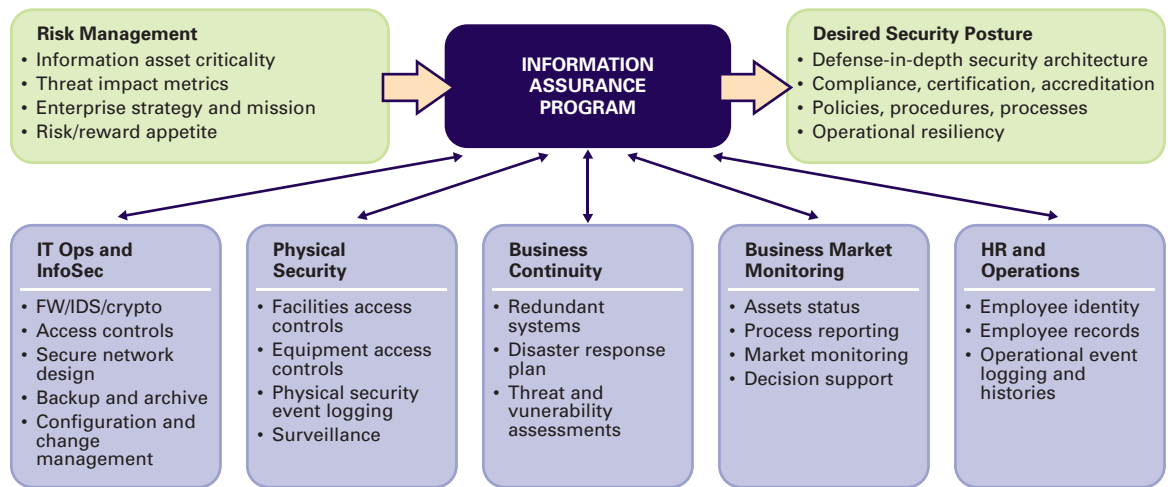 Risk Management
• Information asset criticality
• Threat impact metrics
• Enterprise strategy and mission
• Risk/reward appetite
INFORMATION
ASSURANCE
PROGRAM
Desired Security Posture
• Defense-in-depth security architecture
• Compliance, certification, accreditation
• Policies, procedures, processes
• Operational resiliency
IT Ops and
InfoSec
• FW/IDS/crypto
• Access controls
• Secure network
design
• Backup and archive
• Configuration and
change
management
Physical
Security
• Facilities access
controls
• Equipment access
controls
• Physical security
event logging
• Surveillance
Business
Continuity
• Redundant
systems
• Disaster response
plan
• Threat and
vunerability
assessments
Business Market
Monitoring
• Assets status
• Process reporting
• Market monitoring
• Decision support
HR and
Operations
• Employee identity
• Employee records
• Operational event
logging and
histories